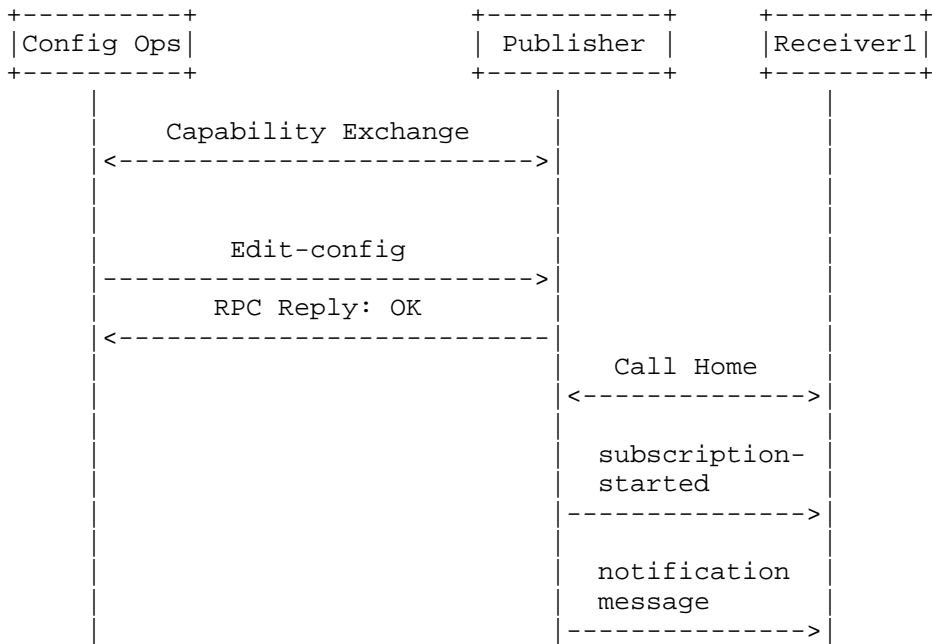 Config Ops Publisher Receiver1
Capability Exchange
Edit-config
RPC Reply: OK
Call Home
subscription-
started
notification
message